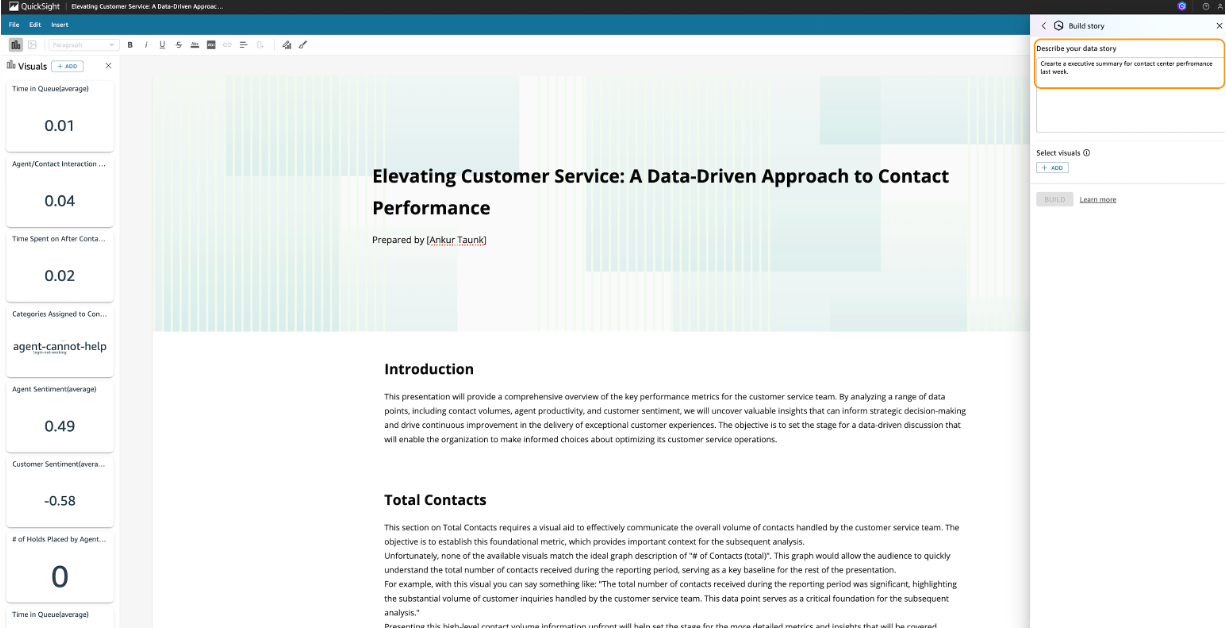 QuickSight
Elevating Customer Service: A Data-Driven Approac...
File Edit Insert
Paragraph
B i U S
Visuals + ADD
Time in Queue(average)
0.01
Agent/Contact Interaction ...
0.04
Time Spent on After Conta...
0.02
Categories Assigned to Con...
agent-cannot-help
Agent Sentiment(average)
0.49
Customer Sentiment(avera...
-0.58
# of Holds Placed by Agent...
0
Time in Queue(average)
Elevating Customer Service: A Data-Driven Approach to Contact
Performance
Prepared by [Ankur Taunk]
Introduction
This presentation will provide a comprehensive overview of the key performance metrics for the customer service team. By analyzing a range of data
points, including contact volumes, agent productivity, and customer sentiment, we will uncover valuable insights that can inform strategic decision-making
and drive continuous improvement in the delivery of exceptional customer experiences. The objective is to set the stage for a data-driven discussion that
will enable the organization to make informed choices about optimizing its customer service operations.
Total Contacts
This section on Total Contacts requires a visual aid to effectively communicate the overall volume of contacts handled by the customer service team. The
objective is to establish this foundational metric, which provides important context for the subsequent analysis.
Unfortunately, none of the available visuals match the ideal graph description of "# of Contacts (total)". This graph would allow the audience to quickly
understand the total number of contacts received during the reporting period, serving as a key baseline for the rest of the presentation.
For example, with this visual you can say something like: "The total number of contacts received during the reporting period was significant, highlighting
the substantial volume of customer inquiries handled by the customer service team. This data point serves as a critical foundation for the subsequent
analysis."
Presenting this high-level contact volume information upfront will help set the stage for the more detailed metrics and insights that will be covered
Build story
Describe your data story
Crearte a executive summary for contact center perfromance
last week.
Select visuals
+ ADD
BUILD Learn more